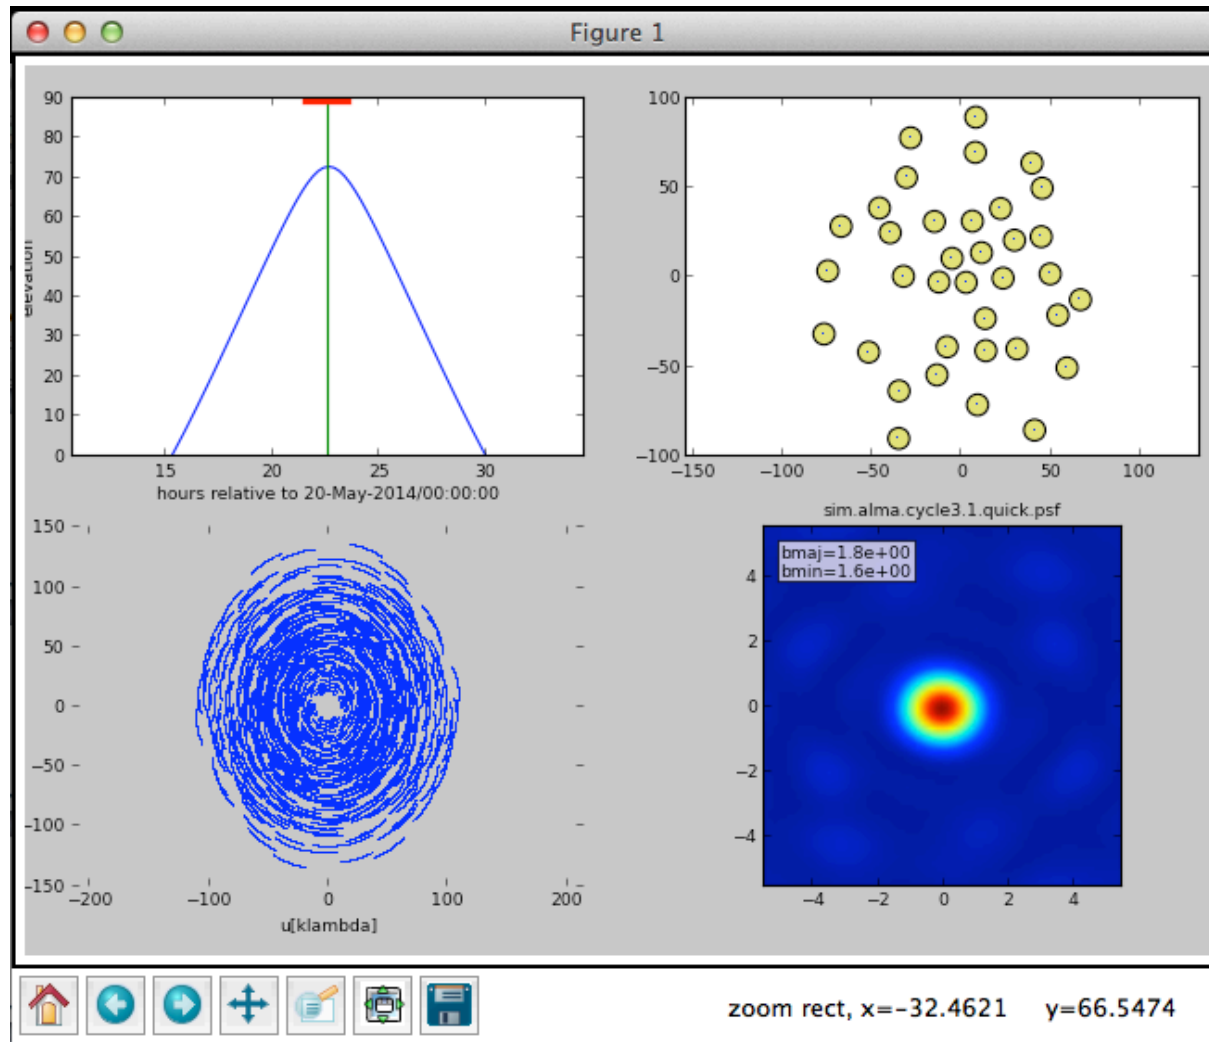 Figure 1
90
80
70
60
50
40
30
20
10
0
elevation
15 20 25 30
hours relative to 20-May-2014/00:00:00
100
50
0
−50
−100
−150 −100 −50 0 50 100
150
100
50
0
−50
−100
−150
−200 −100 0 100 200
u[klambda]
sim.alma.cycle3.1.quick.psf
bmaj=1.8e+00
bmin=1.6e+00
4
2
0
−2
−4
−4 −2 0 2 4
zoom rect, x=−32.4621 y=66.5474